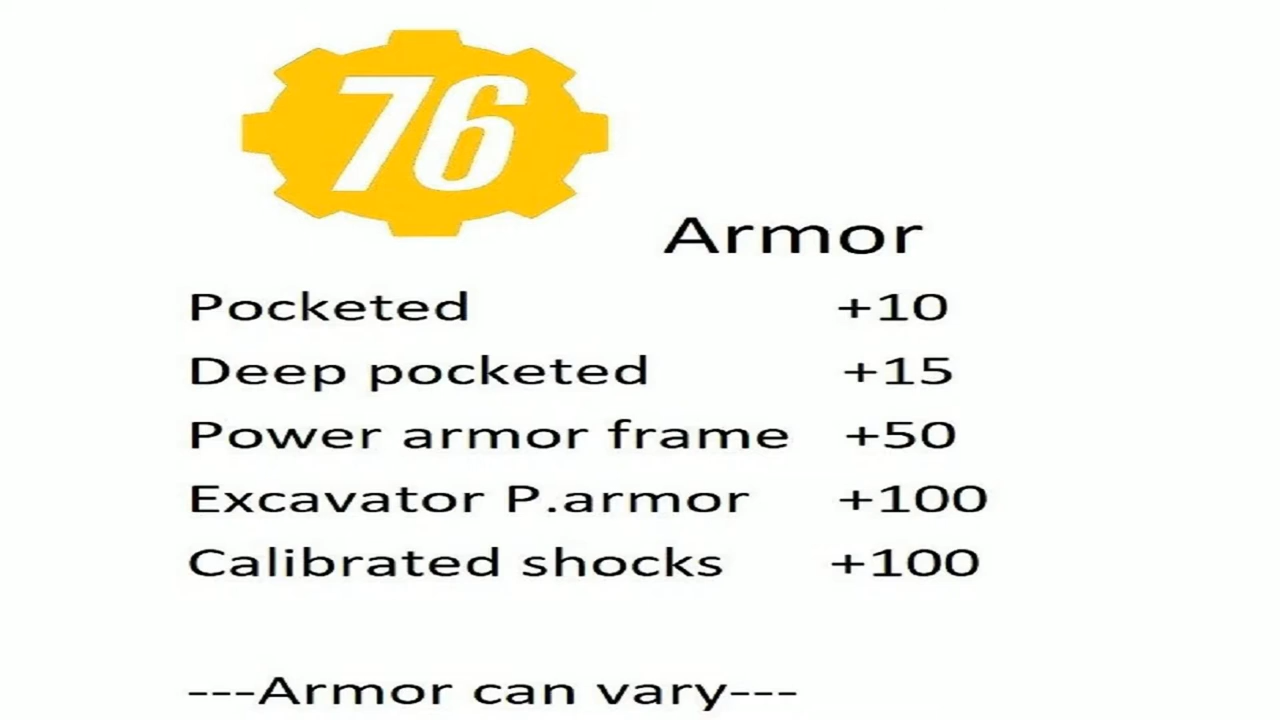 76
Armor
Pocketed +10
Deep pocketed +15
Power armor frame +50
Excavator P.armor +100
Calibrated shocks +100
---Armor can vary---